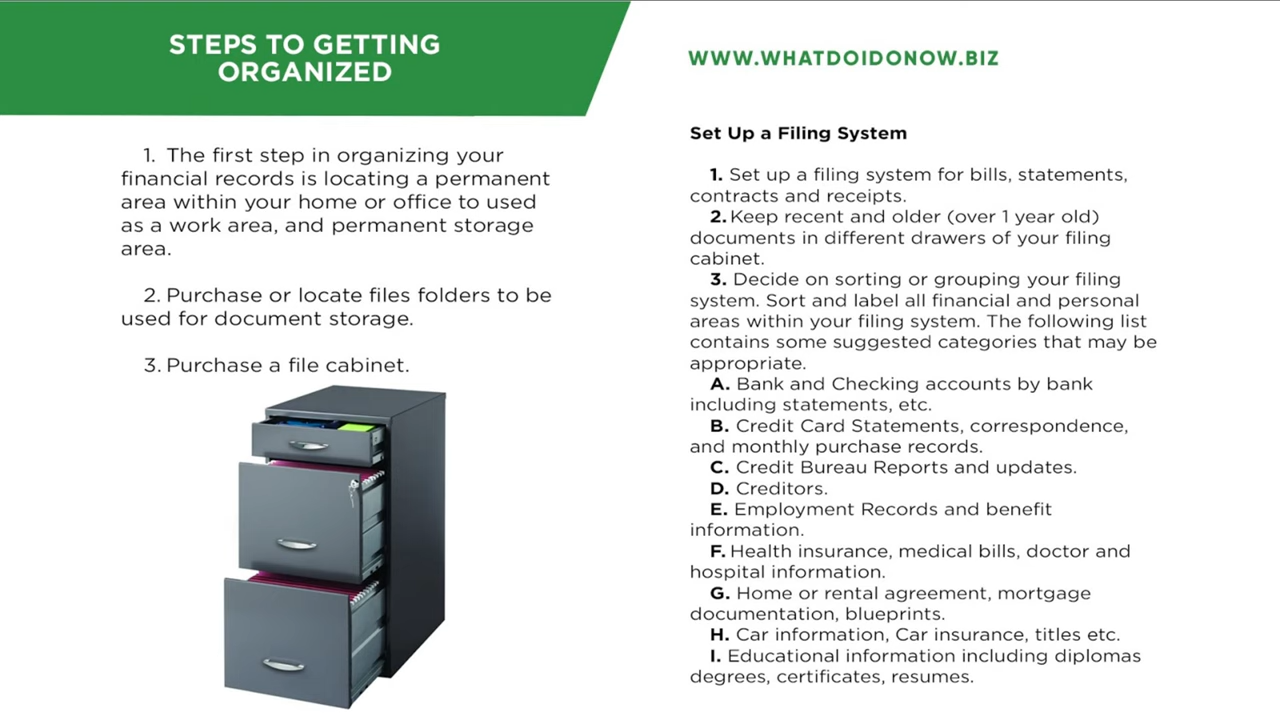 STEPS TO GETTING
ORGANIZED
1. The first step in organizing your
financial records is locating a permanent
area within your home or office to used
as a work area, and permanent storage
area.
2. Purchase or locate files folders to be
used for document storage.
3. Purchase a file cabinet.
WWW.WHATDOIDONOW.BIZ
Set Up a Filing System
1. Set up a filing system for bills, statements,
contracts and receipts.
2. Keep recent and older (over 1 year old)
documents in different drawers of your filing
cabinet.
3. Decide on sorting or grouping your filing
system. Sort and label all financial and personal
areas within your filing system. The following list
contains some suggested categories that may be
appropriate.
A. Bank and Checking accounts by bank
including statements, etc.
B. Credit Card Statements, correspondence,
and monthly purchase records.
C. Credit Bureau Reports and updates.
D. Creditors.
E. Employment Records and benefit
information.
F. Health insurance, medical bills, doctor and
hospital information.
G. Home or rental agreement, mortgage
documentation, blueprints.
H. Car information, Car insurance, titles etc.
I. Educational information including diplomas
degrees, certificates, resumes.